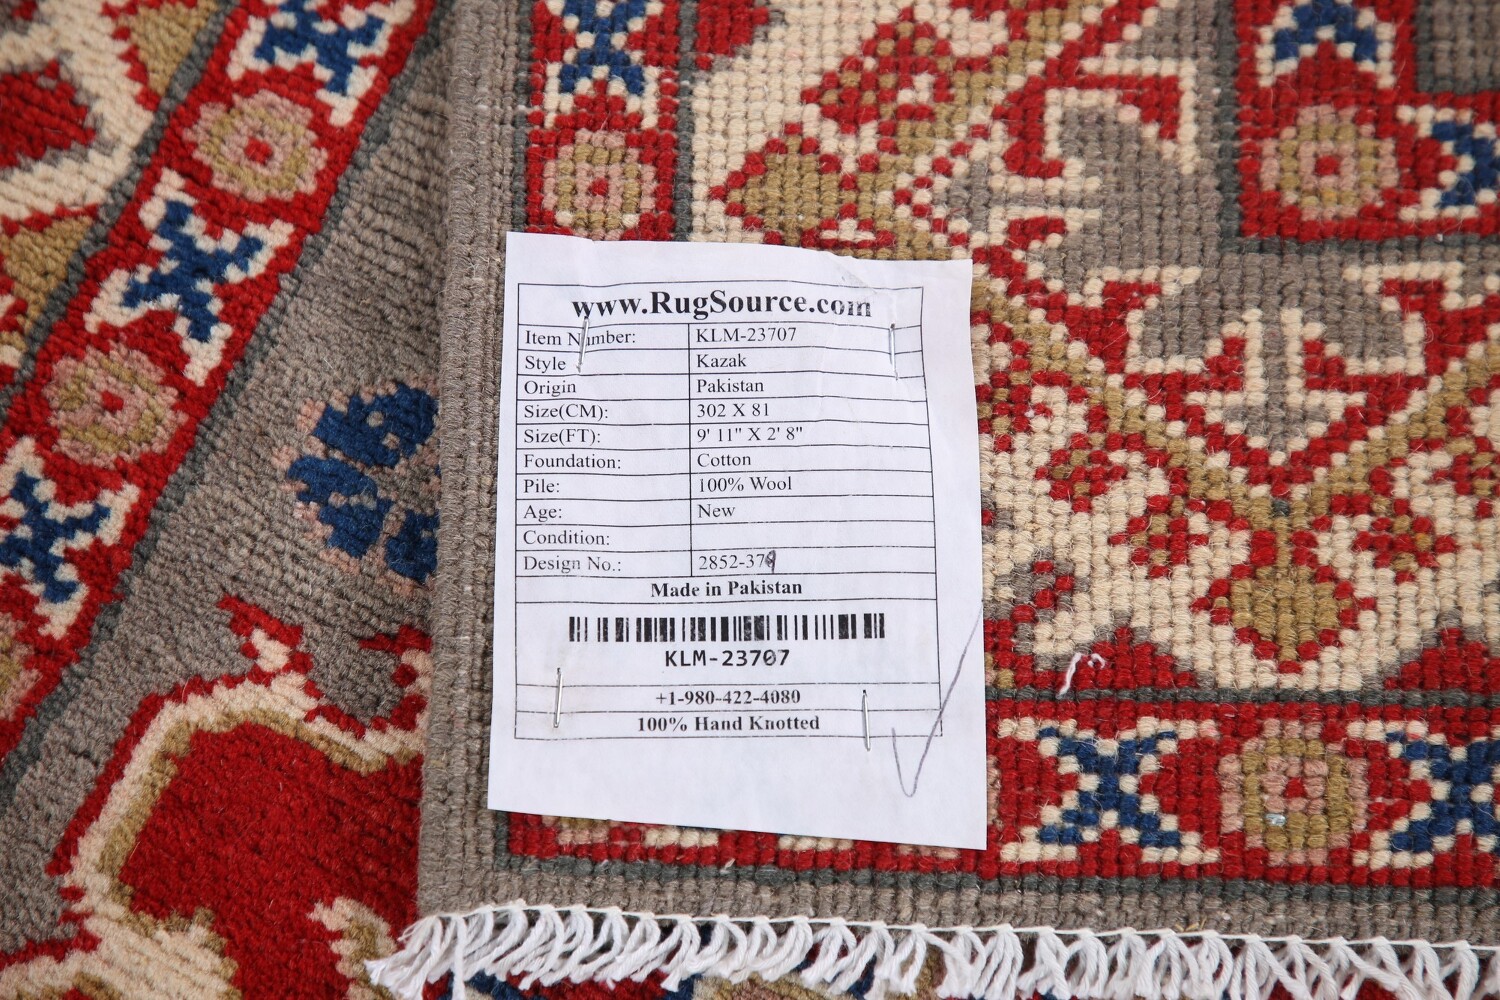 www.RugSource.com
Item Number: KLM-23707
Style Kazak
Origin Pakistan
Size(CM): 302 X 81
Size(FT): 9' 11" X 2' 8"
Foundation: Cotton
Pile: 100% Wool
Age: New
Condition:
Design No.: 2852-379
Made in Pakistan
KLM-23707
+1-980-422-4080
100% Hand Knotted